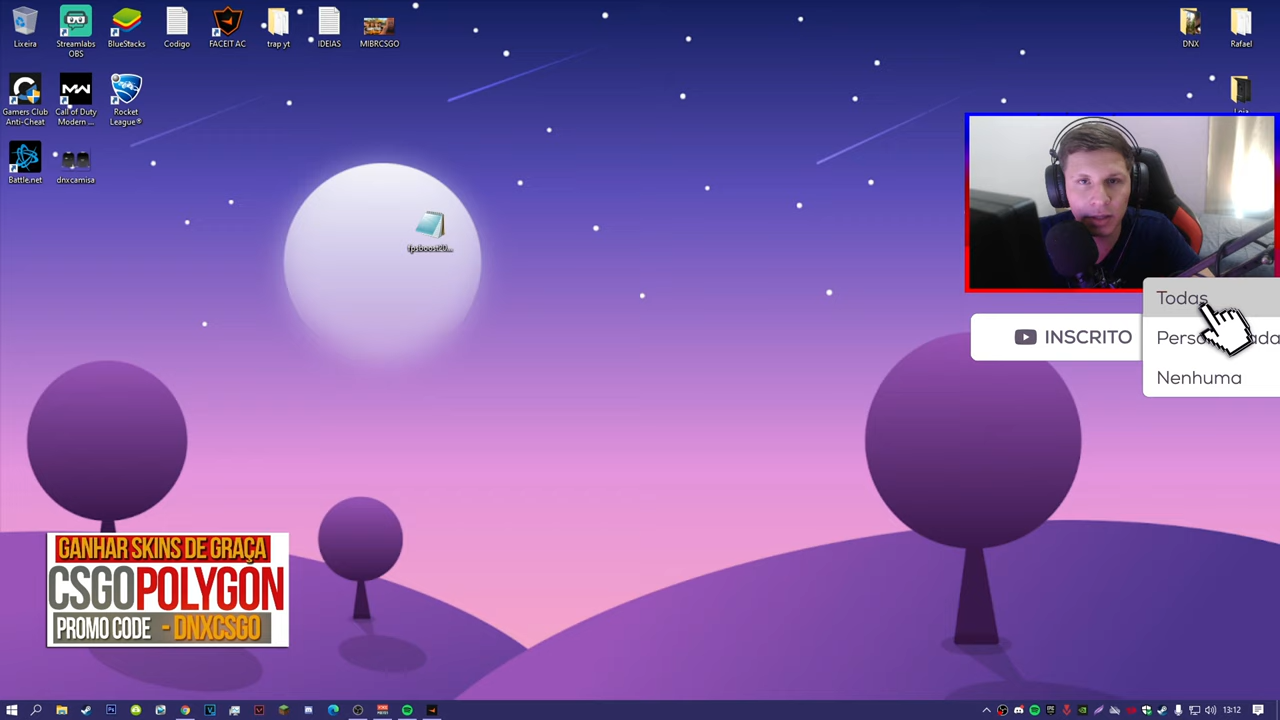 Lixeira
Streamlabs
OBS
BlueStacks
Codigo
FACEIT AC
trap yt
IDEIAS
MIBRCSGO
DNX
Rafael
Gamers Club
Anti-Cheat
Call of Duty
Modern ...
Rocket
League®
Battle.net
dnxcamisa
fpsboost20...
Todas
INSCRITO
Nenhuma
GANHAR SKINS DE GRAÇA
CSGOPOLYGON
PROMO CODE - DNXCSGO
13:12